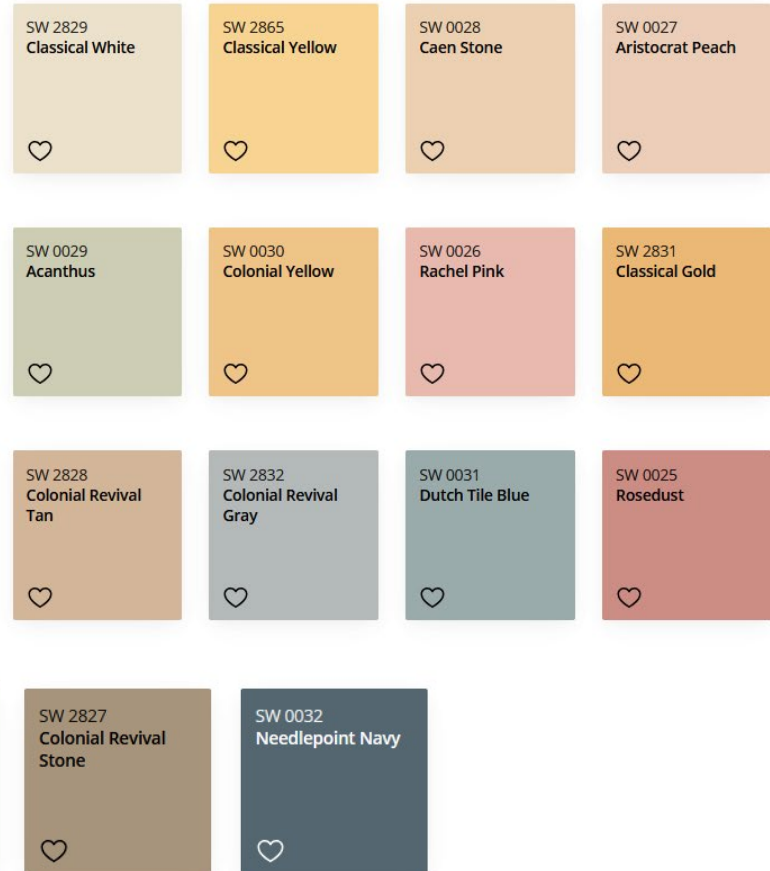 SW 2829
Classical White
SW 2865
Classical Yellow
SW 0028
Caen Stone
SW 0027
Aristocrat Peach
SW 0029
Acanthus
SW 0030
Colonial Yellow
SW 0026
Rachel Pink
SW 2831
Classical Gold
SW 2828
Colonial Revival
Tan
SW 2832
Colonial Revival
Gray
SW 0031
Dutch Tile Blue
SW 0025
Rosedust
SW 2827
Colonial Revival
Stone
SW 0032
Needlepoint Navy